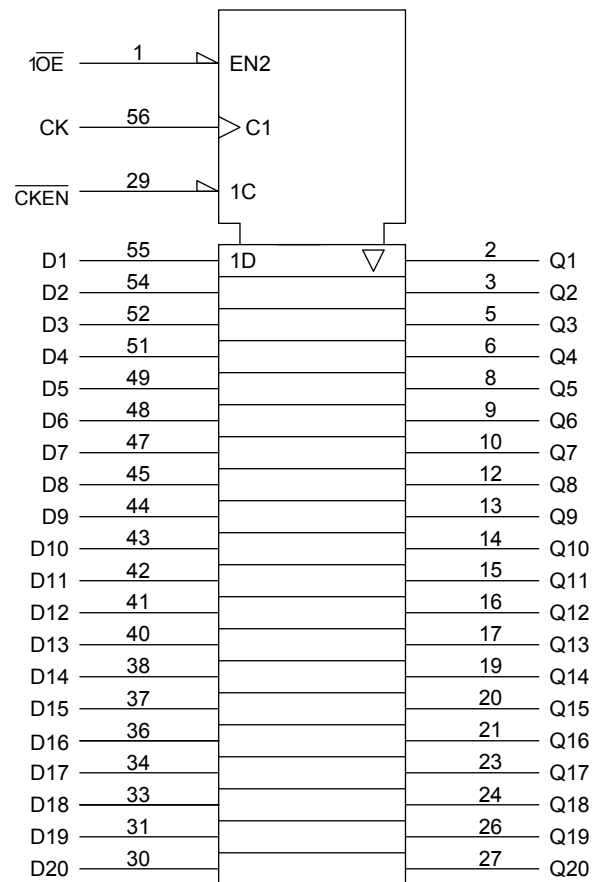 1O̅E̅ 1 EN2
CK 56 C1
C̅K̅E̅N̅ 29 1C
D1 55 1D 2 Q1
D2 54 3 Q2
D3 52 5 Q3
D4 51 6 Q4
D5 49 8 Q5
D6 48 9 Q6
D7 47 10 Q7
D8 45 12 Q8
D9 44 13 Q9
D10 43 14 Q10
D11 42 15 Q11
D12 41 16 Q12
D13 40 17 Q13
D14 38 19 Q14
D15 37 20 Q15
D16 36 21 Q16
D17 34 23 Q17
D18 33 24 Q18
D19 31 26 Q19
D20 30 27 Q20